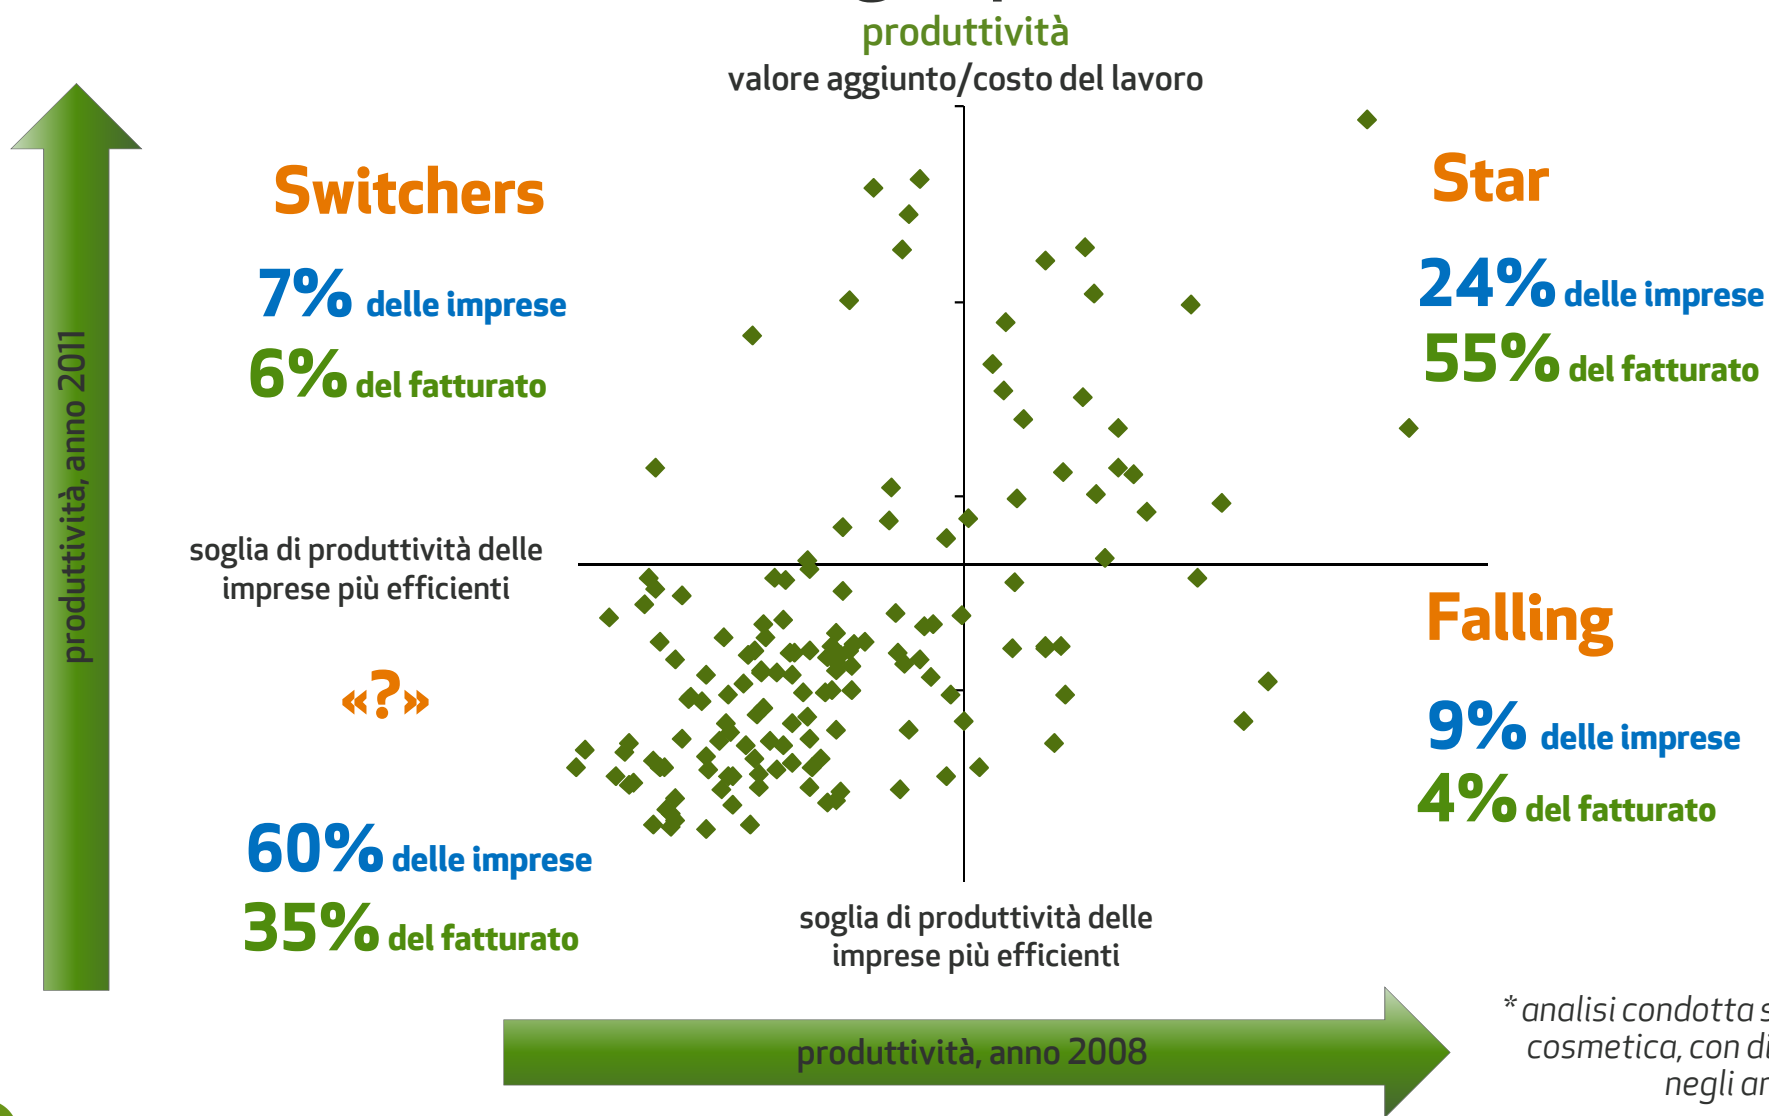 produttività
valore aggiunto/costo del lavoro
Switchers
7% delle imprese
6% del fatturato
Star
24% delle imprese
55% del fatturato
produttività, anno 2011
soglia di produttività delle
imprese più efficienti
«?»
60% delle imprese
35% del fatturato
Falling
9% delle imprese
4% del fatturato
soglia di produttività delle
imprese più efficienti
produttività, anno 2008
* analisi condotta
cosmetica, con
negli